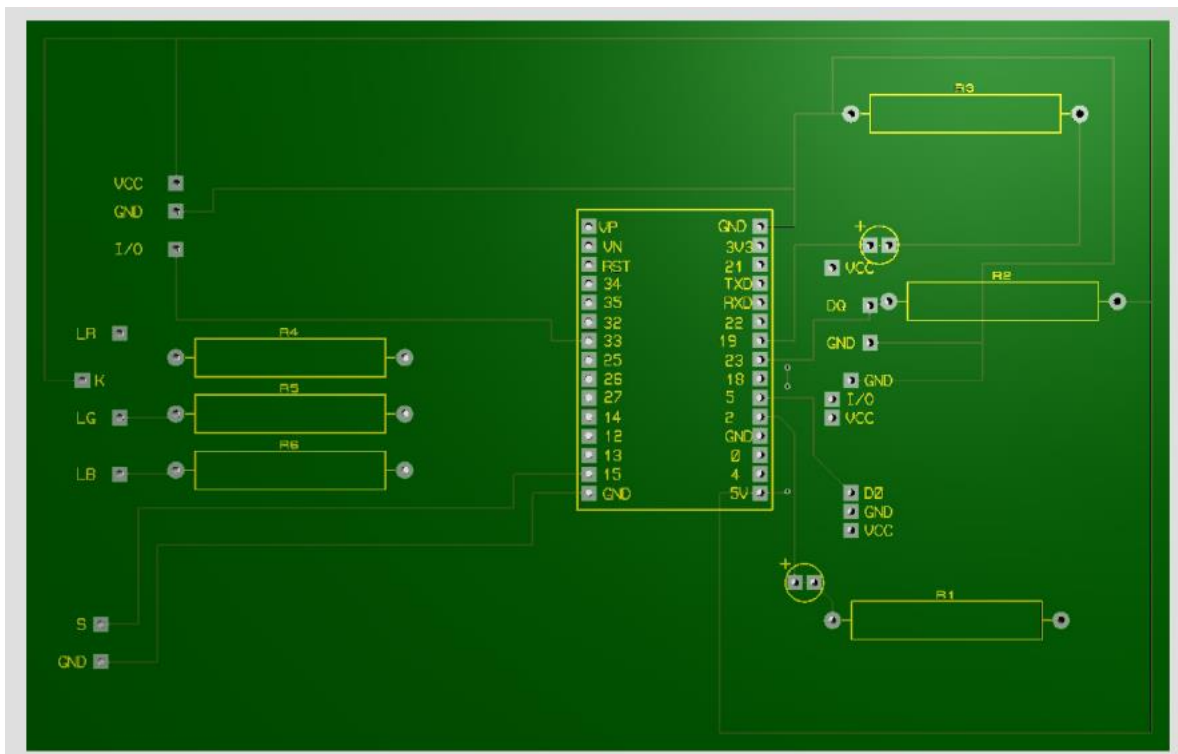 R3
VCC
GND
I/O
VP GND
VN 3V3
RST 21
34 TXD
35 RXD
32 22
33 19
25 23
26 18
27 5
14 2
12 GND
13 0
15 4
GND 5V
+
VCC
R2
DQ
GND
LR
R4
K
R5
LG
R6
LB
GND
I/O
VCC
D0
GND
VCC
+
R1
S
GND